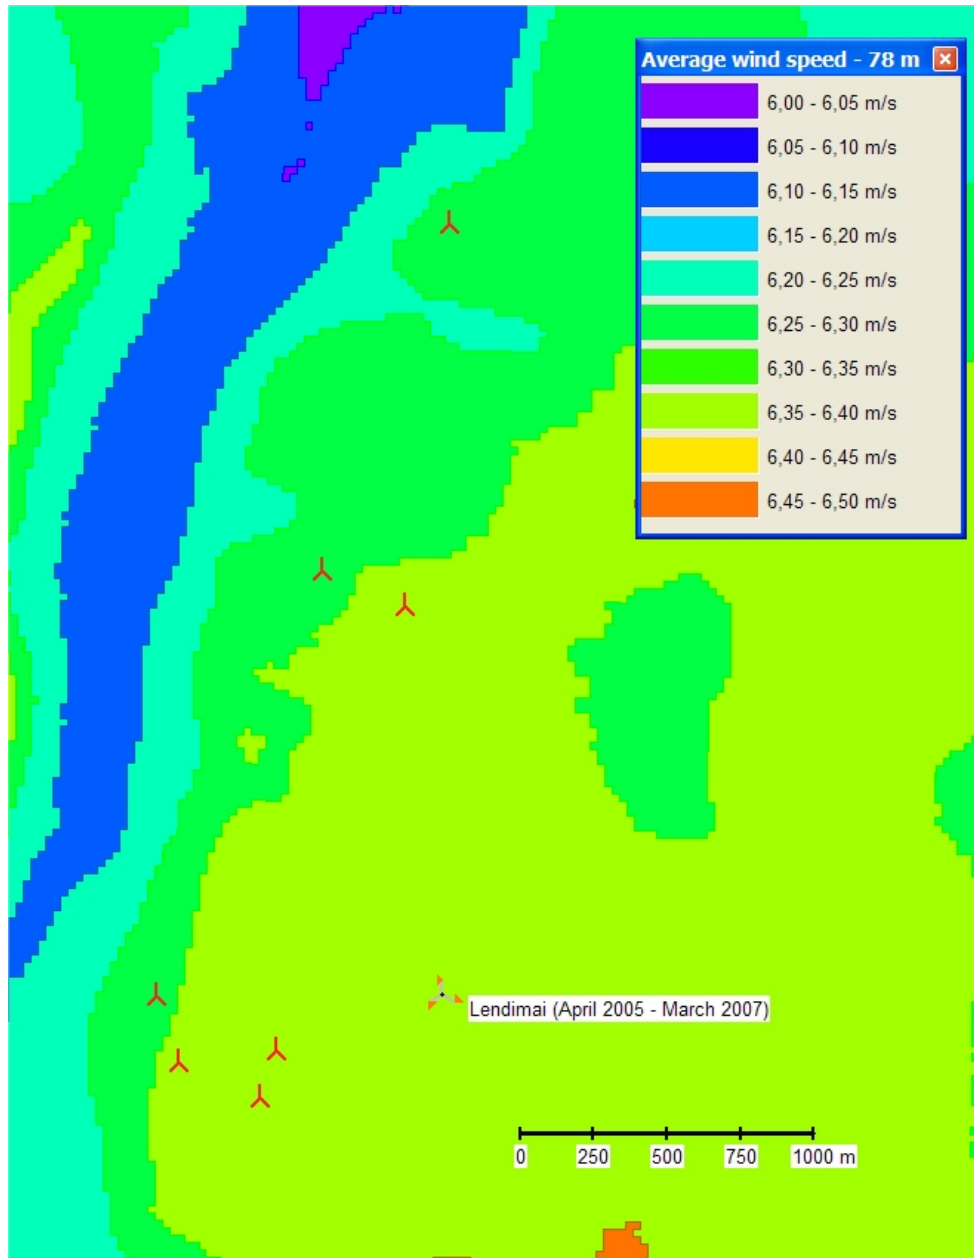 Average wind speed - 78 m
6,00 - 6,05 m/s
6,05 - 6,10 m/s
6,10 - 6,15 m/s
6,15 - 6,20 m/s
6,20 - 6,25 m/s
6,25 - 6,30 m/s
6,30 - 6,35 m/s
6,35 - 6,40 m/s
6,40 - 6,45 m/s
6,45 - 6,50 m/s
Lendimai (April 2005 - March 2007)
0 250 500 750 1000 m